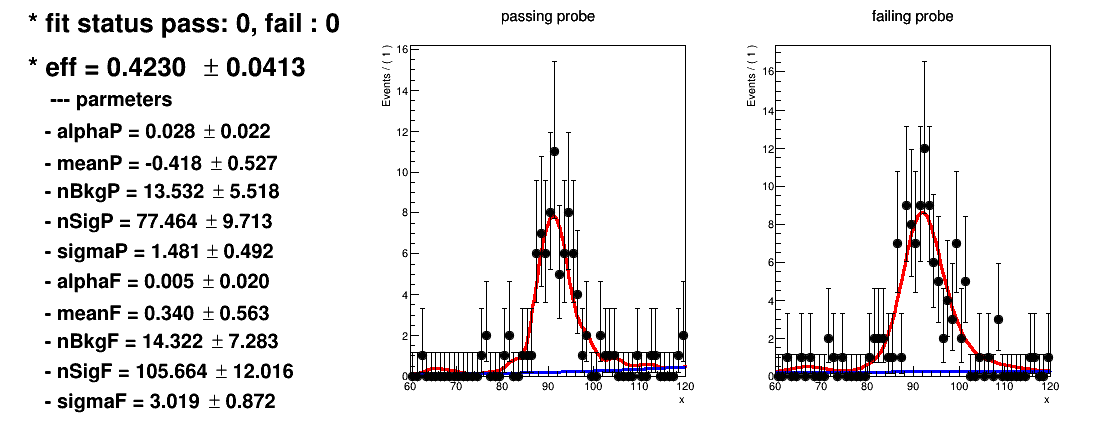 * fit status pass: 0, fail : 0
* eff = 0.4230 ± 0.0413
--- parmeters
- alphaP = 0.028 ± 0.022
- meanP = -0.418 ± 0.527
- nBkgP = 13.532 ± 5.518
- nSigP = 77.464 ± 9.713
- sigmaP = 1.481 ± 0.492
- alphaF = 0.005 ± 0.020
- meanF = 0.340 ± 0.563
- nBkgF = 14.322 ± 7.283
- nSigF = 105.664 ± 12.016
- sigmaF = 3.019 ± 0.872
passing probe
Events / ( 1 )
16
14
12
10
8
6
4
2
0
60 70 80 90 100 110 120
x
failing probe
Events / ( 1 )
16
14
12
10
8
6
4
2
0
60 70 80 90 100 110 120
x